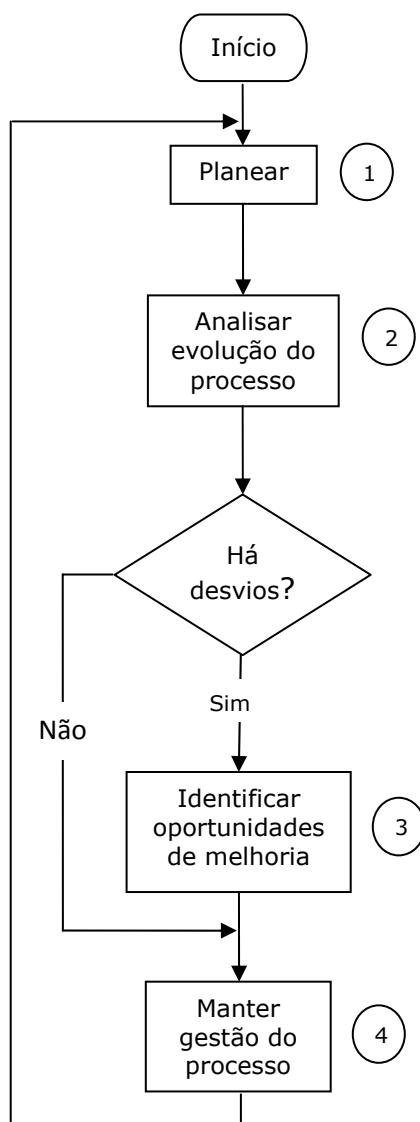 Início
Planear
1
Analisar
evolução do
processo
2
Há
desvios?
Sim
Não
Identificar
oportunidades
de melhoria
3
Manter
gestão do
processo
4